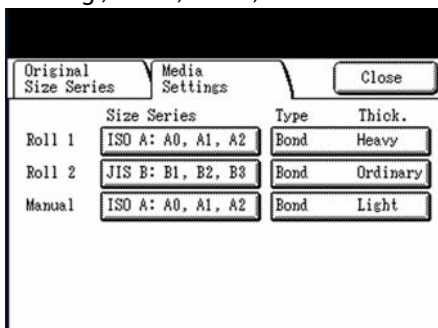 Original
Size Series
Media
Settings
Close
Size Series Type Thick.
Roll 1 ISO A: A0, A1, A2 Bond Heavy
Roll 2 JIS B: B1, B2, B3 Bond Ordinary
Manual ISO A: A0, A1, A2 Bond Light